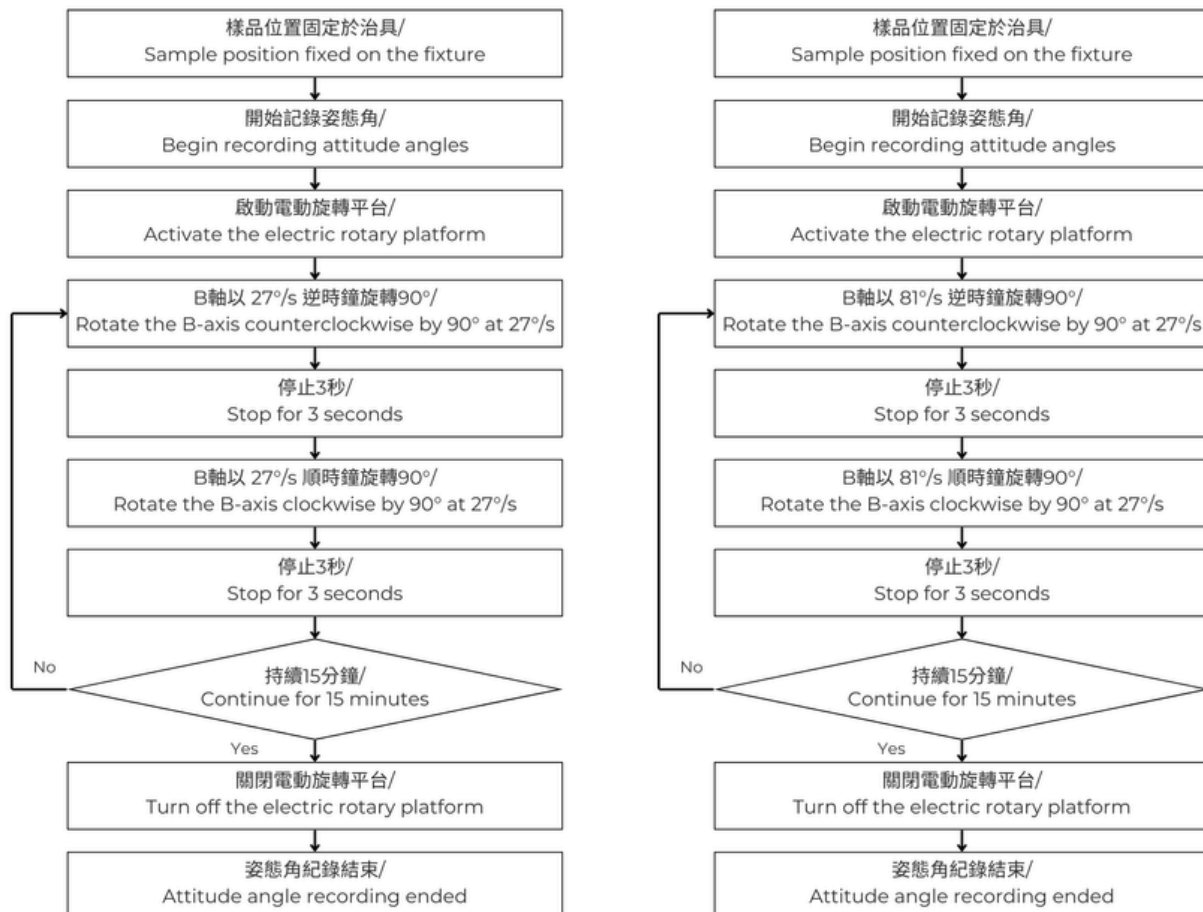 樣品位置固定於治具/
Sample position fixed on the fixture
開始記錄姿態角/
Begin recording attitude angles
啟動電動旋轉平台/
Activate the electric rotary platform
B軸以 27°/s 逆時鐘旋轉90°/
Rotate the B-axis counterclockwise by 90° at 27°/s
停止3秒/
Stop for 3 seconds
B軸以 27°/s 順時鐘旋轉90°/
Rotate the B-axis clockwise by 90° at 27°/s
停止3秒/
Stop for 3 seconds
No
持續15分鐘/
Continue for 15 minutes
Yes
關閉電動旋轉平台/
Turn off the electric rotary platform
姿態角紀錄結束/
Attitude angle recording ended
樣品位置固定於治具/
Sample position fixed on the fixture
開始記錄姿態角/
Begin recording attitude angles
啟動電動旋轉平台/
Activate the electric rotary platform
B軸以 81°/s 逆時鐘旋轉90°/
Rotate the B-axis counterclockwise by 90° at 27°/s
停止3秒/
Stop for 3 seconds
B軸以 81°/s 順時鐘旋轉90°/
Rotate the B-axis clockwise by 90° at 27°/s
停止3秒/
Stop for 3 seconds
No
持續15分鐘/
Continue for 15 minutes
Yes
關閉電動旋轉平台/
Turn off the electric rotary platform
姿態角紀錄結束/
Attitude angle recording ended